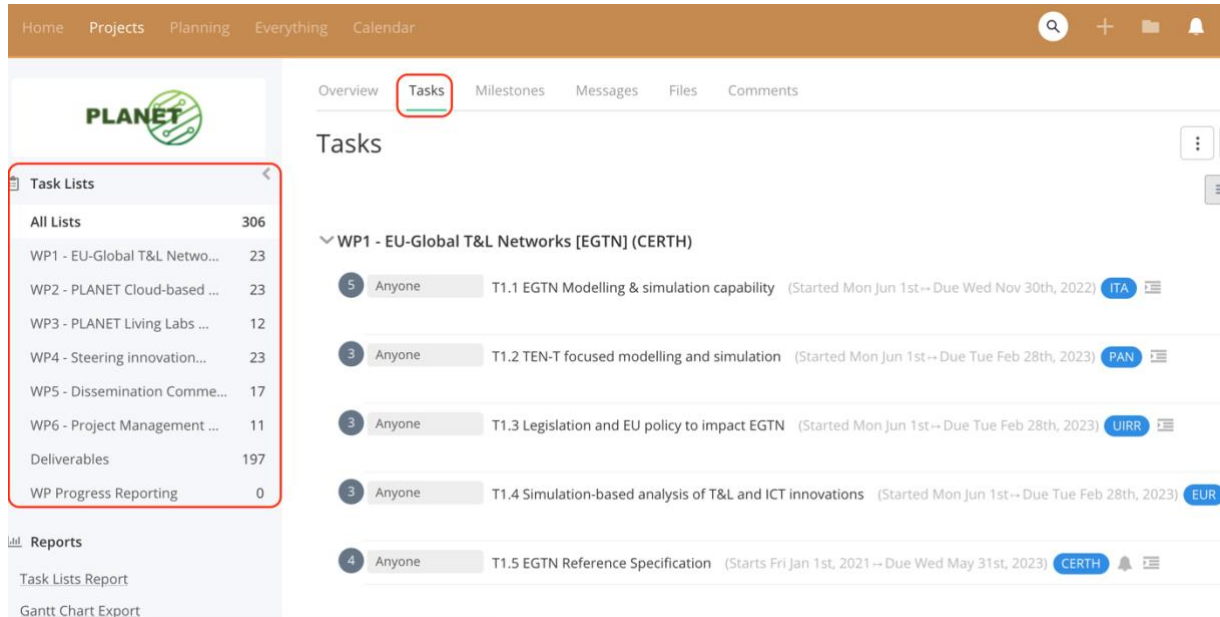 Home Projects Planning Everything Calendar
PLANET
Task Lists
All Lists 306
WP1 - EU-Global T&L Netwo... 23
WP2 - PLANET Cloud-based ... 23
WP3 - PLANET Living Labs ... 12
WP4 - Steering innovation... 23
WP5 - Dissemination Comme... 17
WP6 - Project Management ... 11
Deliverables 197
WP Progress Reporting 0
Reports
Task Lists Report
Gantt Chart Export
Overview Tasks Milestones Messages Files Comments
Tasks
WP1 - EU-Global T&L Networks [EGTN] (CERTH)
5 Anyone T1.1 EGTN Modelling & simulation capability (Started Mon Jun 1st↔Due Wed Nov 30th, 2022) ITA
3 Anyone T1.2 TEN-T focused modelling and simulation (Started Mon Jun 1st↔Due Tue Feb 28th, 2023) PAN
3 Anyone T1.3 Legislation and EU policy to impact EGTN (Started Mon Jun 1st↔Due Tue Feb 28th, 2023) UIRR
3 Anyone T1.4 Simulation-based analysis of T&L and ICT innovations (Started Mon Jun 1st↔Due Tue Feb 28th, 2023) EUR
4 Anyone T1.5 EGTN Reference Specification (Starts Fri Jan 1st, 2021↔Due Wed May 31st, 2023) CERTH